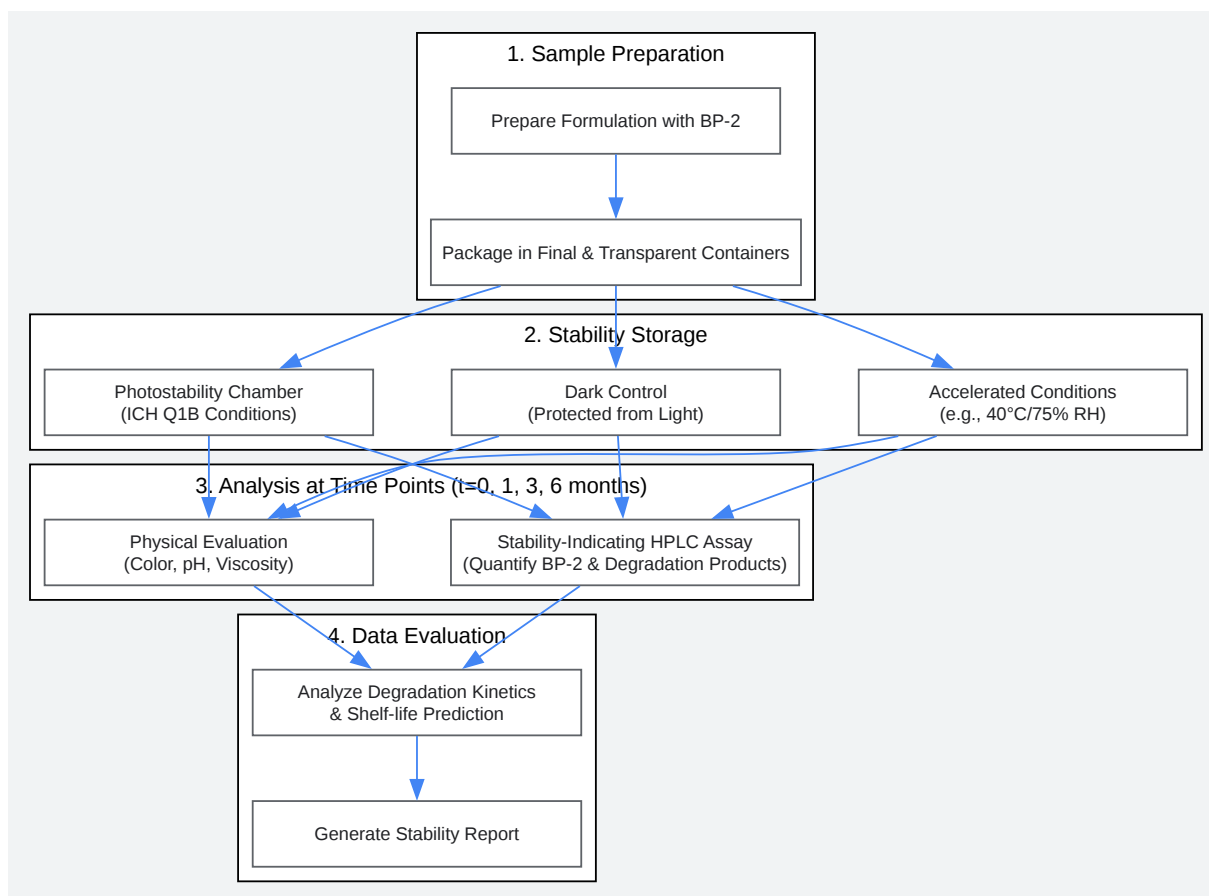 1. Sample Preparation
Prepare Formulation with BP-2
Package in Final & Transparent Containers
2. Stability Storage
Photostability Chamber
(ICH Q1B Conditions)
Dark Control
(Protected from Light)
Accelerated Conditions
(e.g., 40°C/75% RH)
3. Analysis at Time Points (t=0, 1, 3, 6 months)
Physical Evaluation
(Color, pH, Viscosity)
Stability-Indicating HPLC Assay
(Quantify BP-2 & Degradation Products)
4. Data Evaluation
Analyze Degradation Kinetics
& Shelf-life Prediction
Generate Stability Report